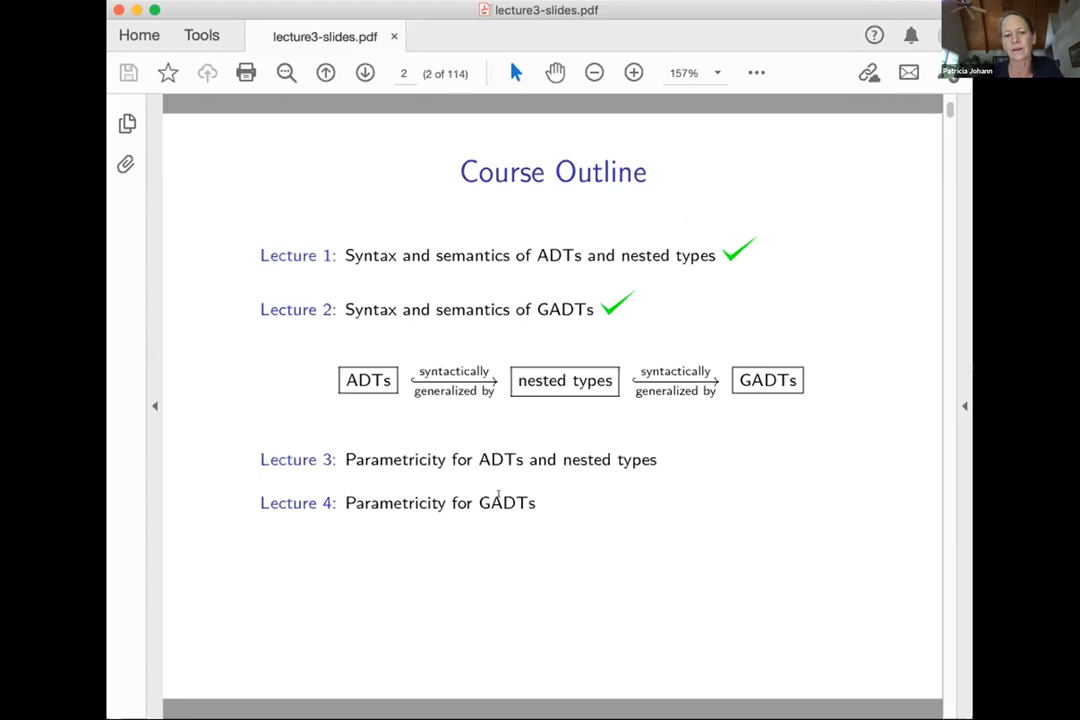 lecture3-slides.pdf
Home Tools lecture3-slides.pdf ×
2 (2 of 114) 157%
Patricia Johann
Course Outline
Lecture 1: Syntax and semantics of ADTs and nested types
Lecture 2: Syntax and semantics of GADTs
ADTs syntactically generalized by nested types syntactically generalized by GADTs
Lecture 3: Parametricity for ADTs and nested types
Lecture 4: Parametricity for GADTs